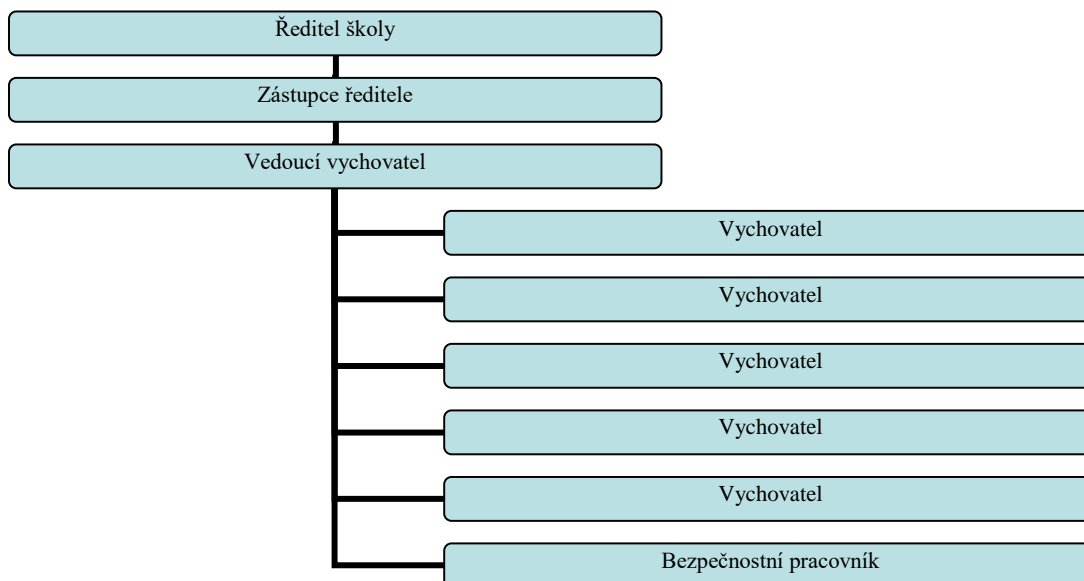 Ředitel školy
Zástupce ředitele
Vedoucí vychovatel
Vychovatel
Vychovatel
Vychovatel
Vychovatel
Vychovatel
Bezpečnostní pracovník